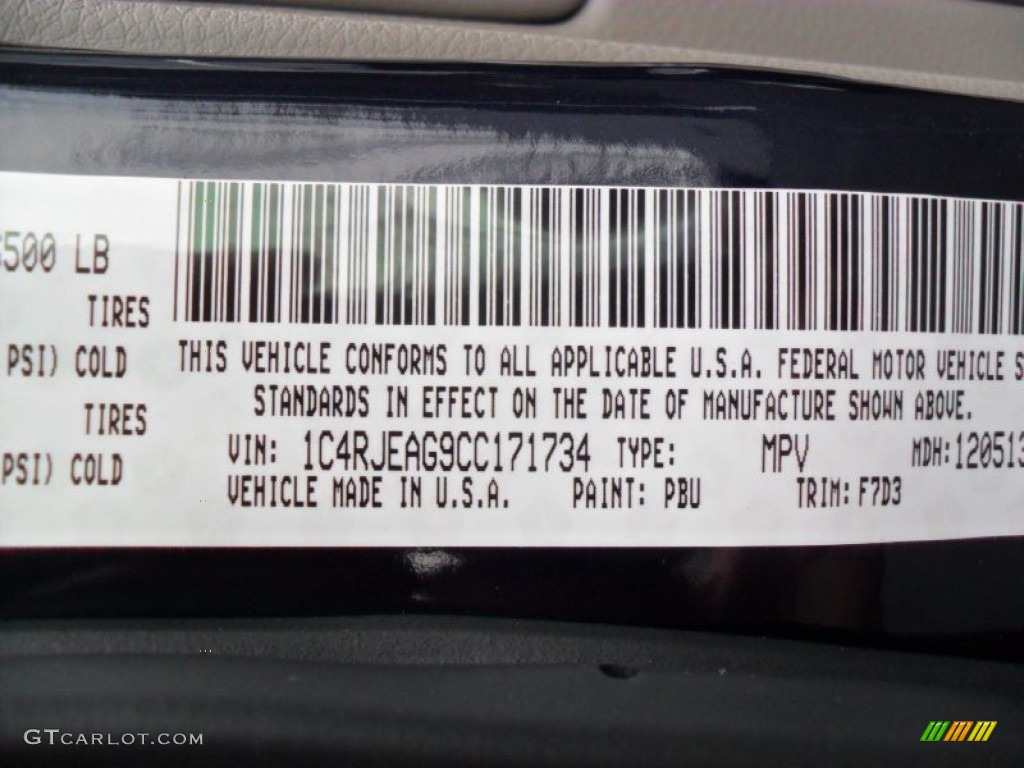 500 LB
TIRES
PSI) COLD
TIRES
PSI) COLD
THIS VEHICLE CONFORMS TO ALL APPLICABLE U.S.A. FEDERAL MOTOR VEHICLE S
STANDARDS IN EFFECT ON THE DATE OF MANUFACTURE SHOWN ABOVE.
VIN: 1C4RJEAG9CC171734 TYPE: MPV MDH:120513
VEHICLE MADE IN U.S.A. PAINT: PBU TRIM: F7D3
GTCARLOT.COM